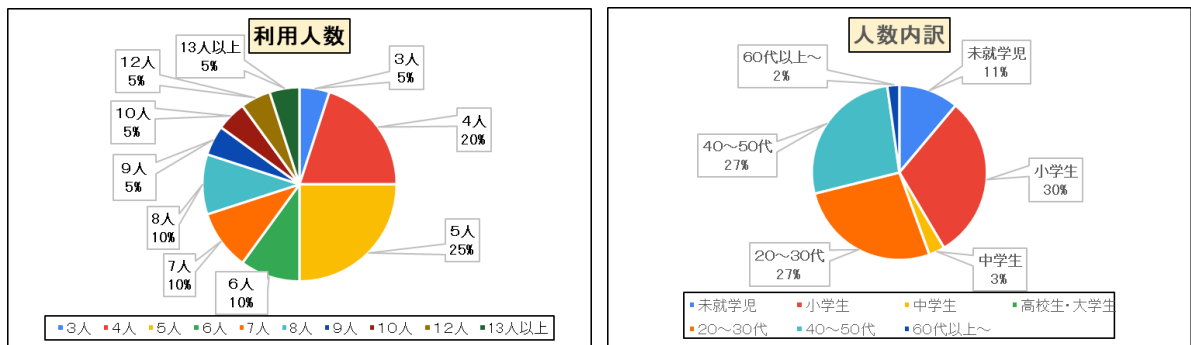 利用人数
3人
5%
4人
20%
5人
25%
6人
10%
7人
10%
8人
10%
9人
5%
10人
5%
12人
5%
13人以上
5%
3人 4人 5人 6人 7人 8人 9人 10人 12人 13人以上
人数内訳
未就学児
11%
小学生
30%
中学生
3%
20～30代
27%
40～50代
27%
60代以上～
2%
未就学児 小学生 中学生 高校生・大学生
20～30代 40～50代 60代以上～